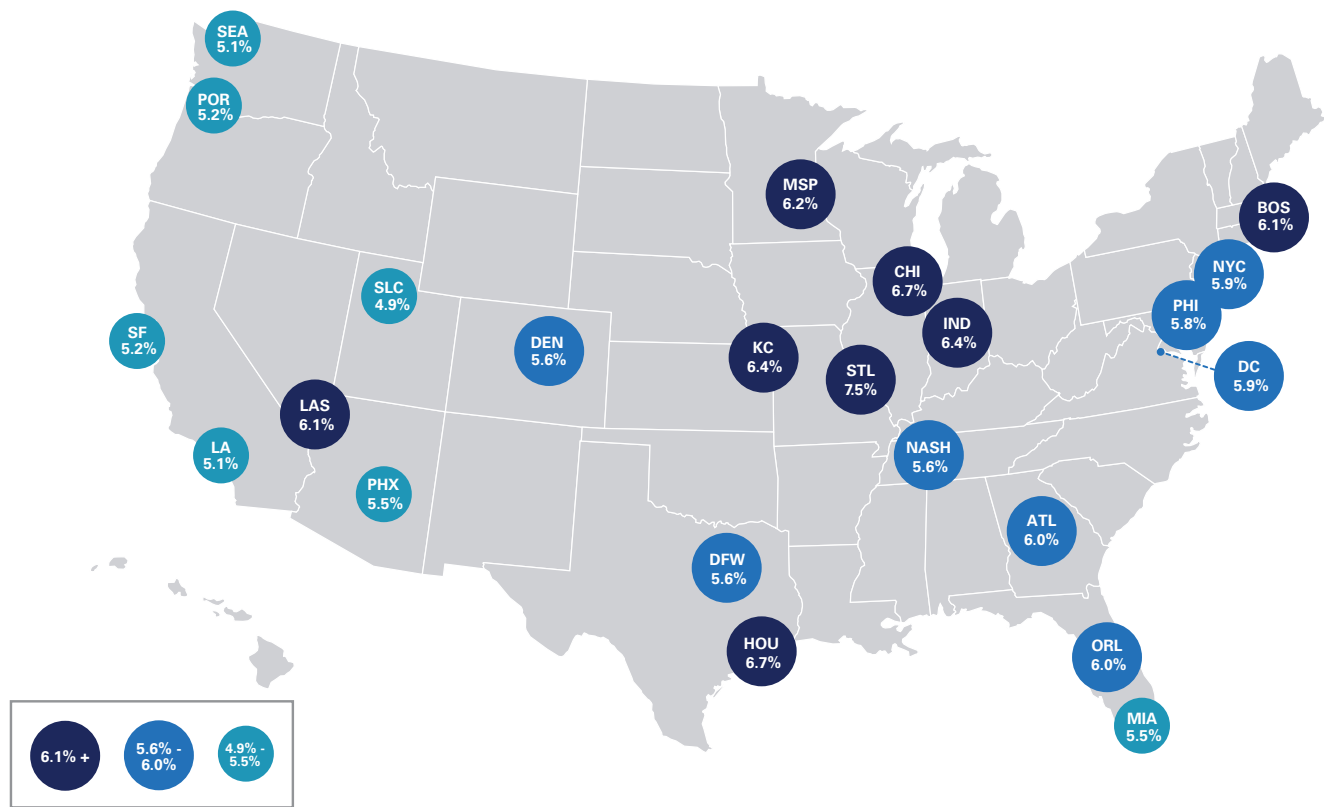 SEA
5.1%
POR
5.2%
MSP
6.2%
BOS
6.1%
CHI
6.7%
NYC
5.9%
SLC
4.9%
PHI
5.8%
SF
5.2%
DEN
5.6%
IND
6.4%
KC
6.4%
STL
7.5%
DC
5.9%
LAS
6.1%
LA
5.1%
NASH
5.6%
PHX
5.5%
ATL
6.0%
DFW
5.6%
HOU
6.7%
ORL
6.0%
MIA
5.5%
6.1% +
5.6% -
6.0%
4.9% -
5.5%